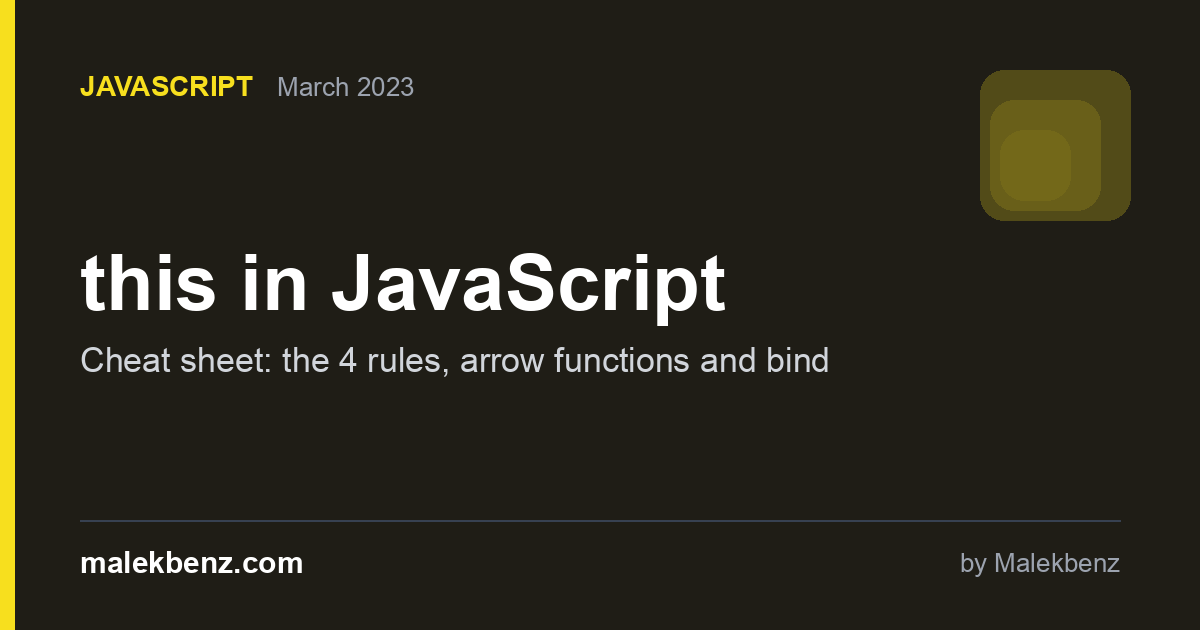 JAVASCRIPT March 2023
this in JavaScript
Cheat sheet: the 4 rules, arrow functions and bind
malekbenz.com by Malekbenz